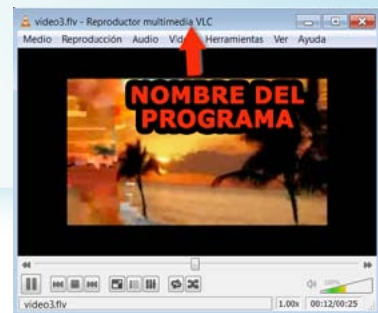 video3.flv - Reproductor multimedia VLC
Medio Reproducción Audio Video Herramientas Ver Ayuda
NOMBRE DEL
PROGRAMA
100%
video3.flv 1.00x 00:12/00:25